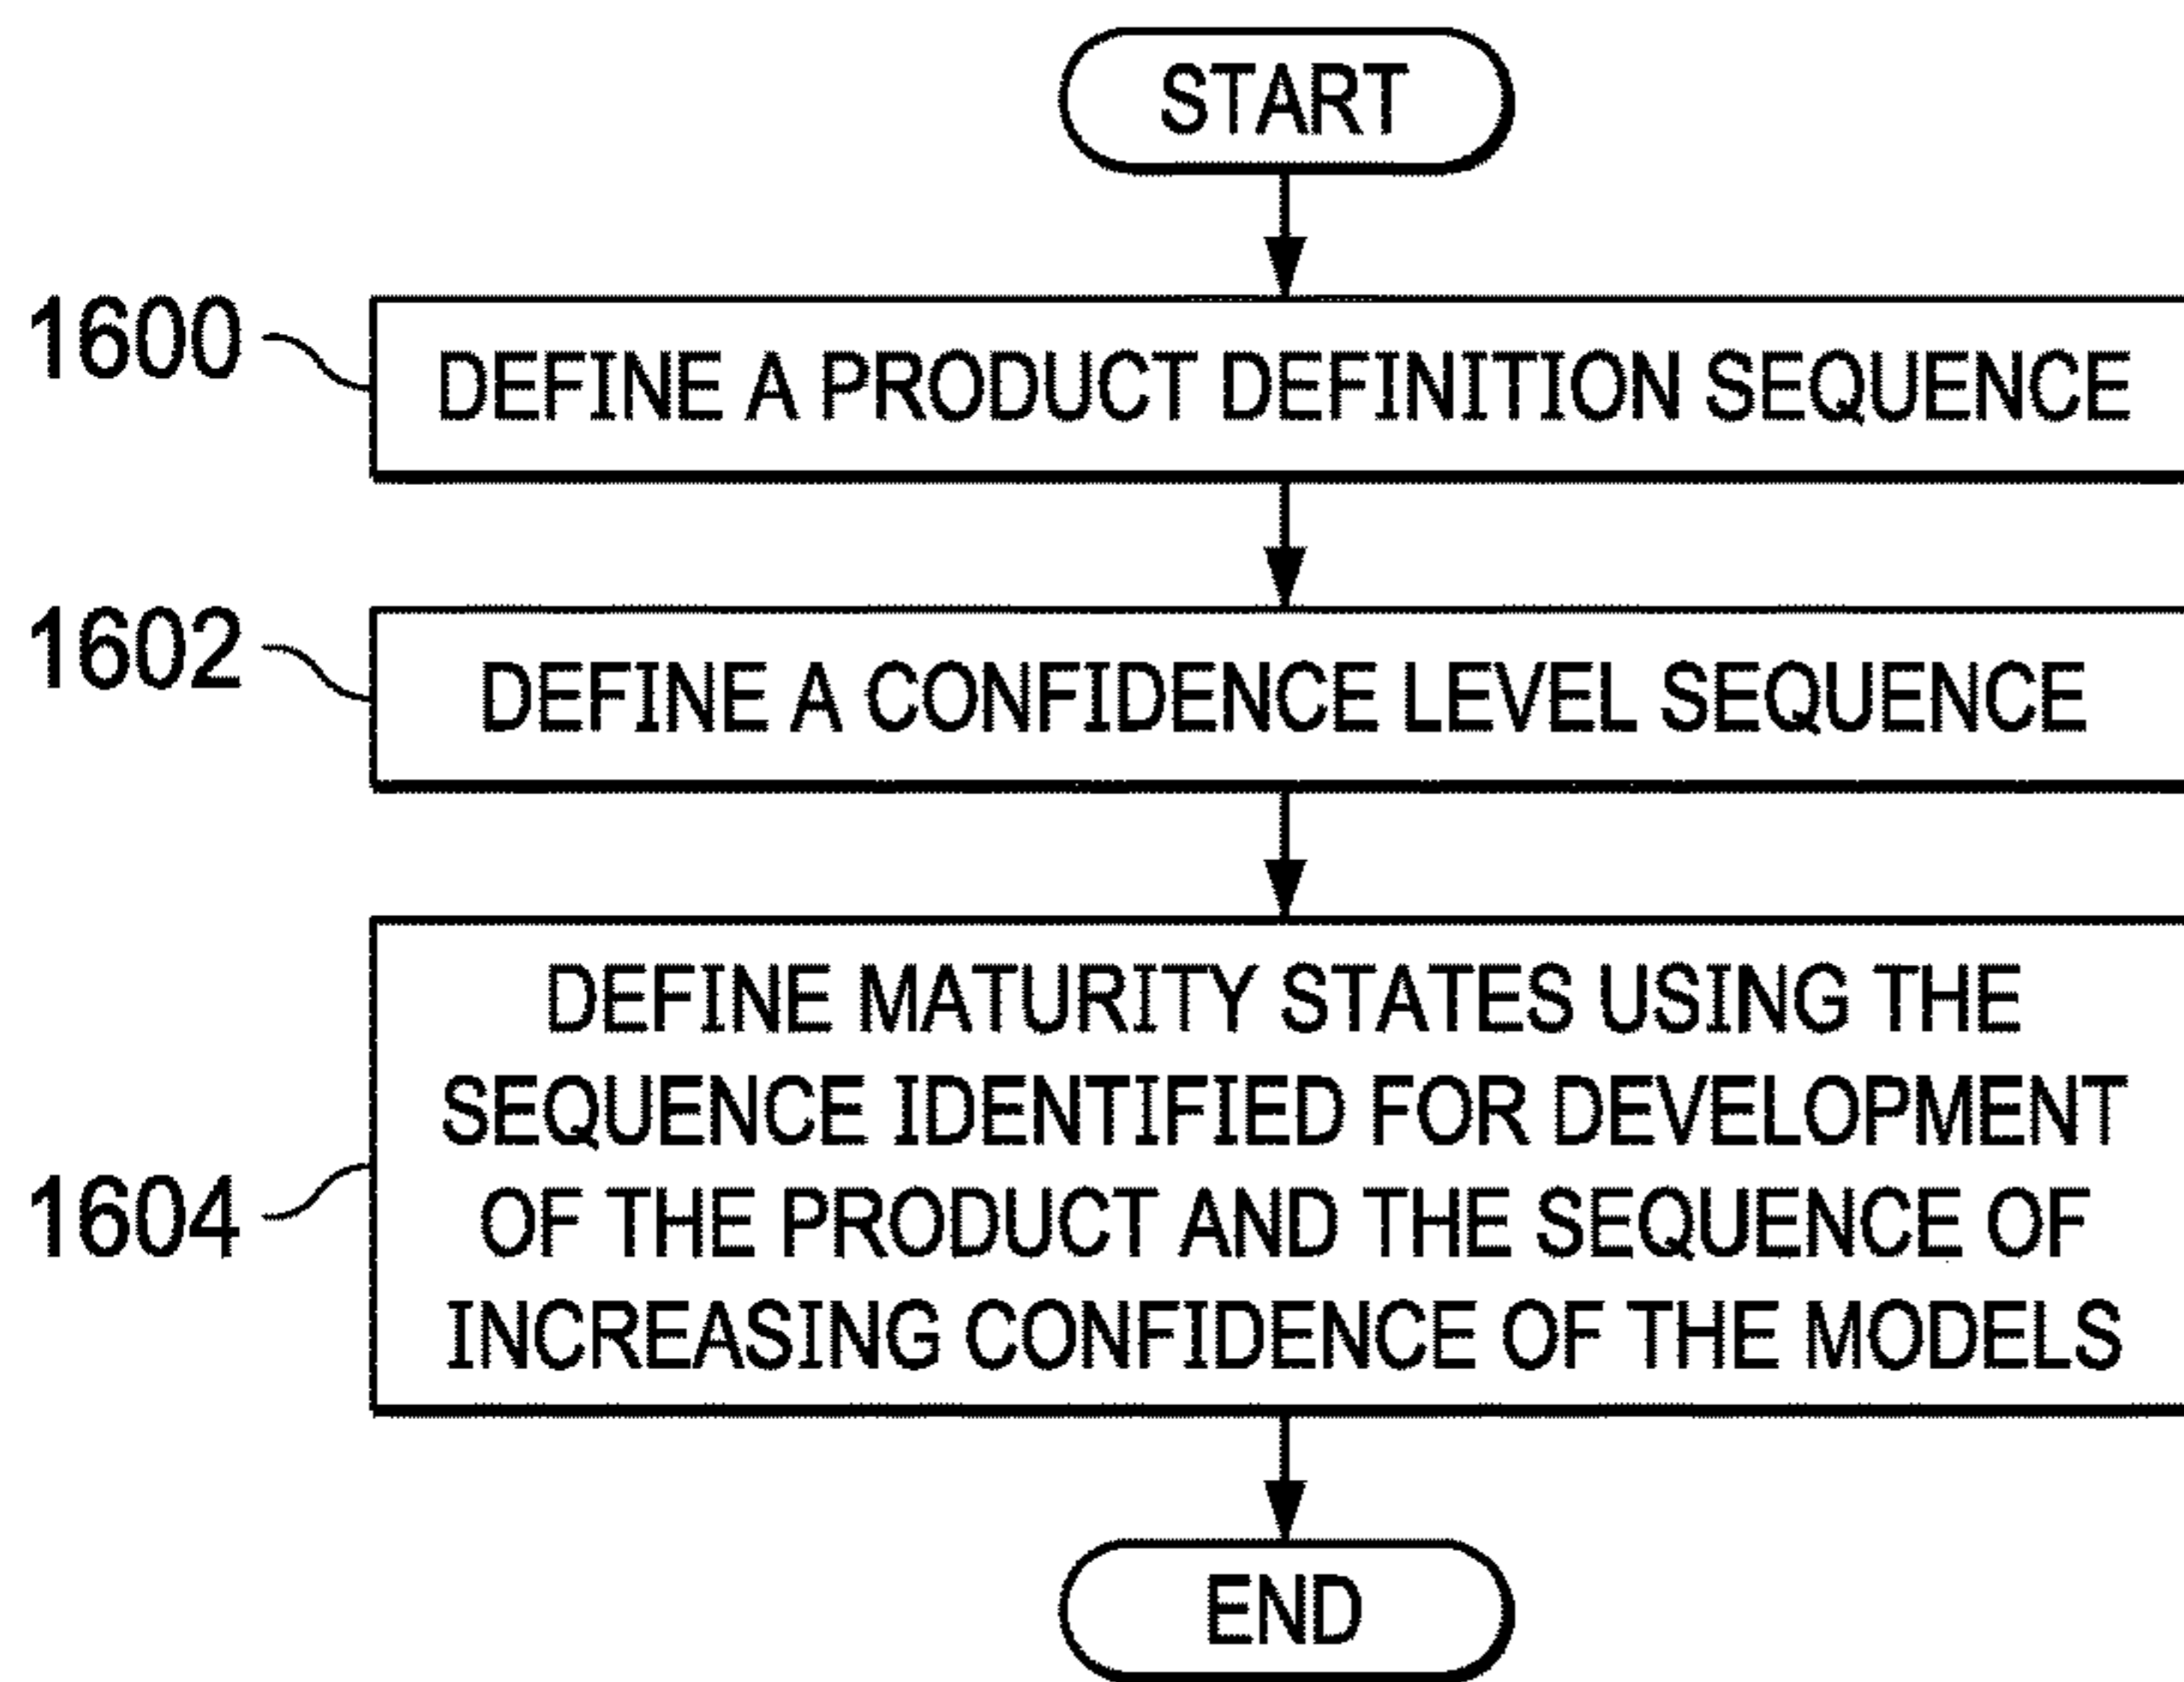 START
1600
DEFINE A PRODUCT DEFINITION SEQUENCE
1602
DEFINE A CONFIDENCE LEVEL SEQUENCE
DEFINE MATURITY STATES USING THE
SEQUENCE IDENTIFIED FOR DEVELOPMENT
1604
OF THE PRODUCT AND THE SEQUENCE OF
INCREASING CONFIDENCE OF THE MODELS
END